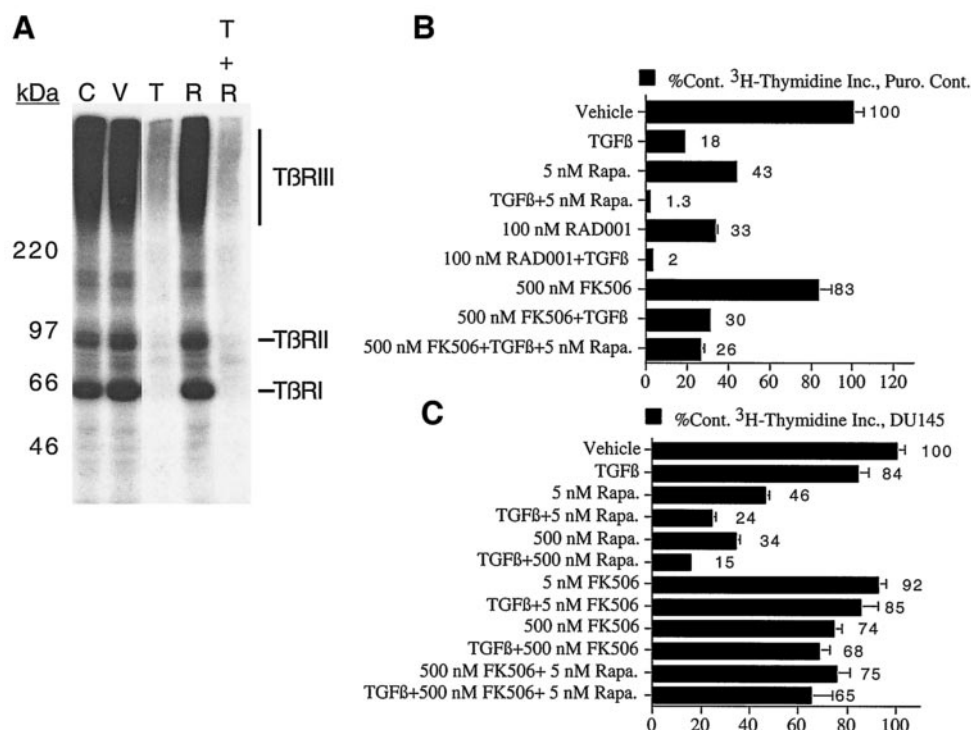 A
T
+
kDa C V T R R
TßRIII
220
97
–TßRII
66
–TßRI
46
B
%Cont. ³H-Thymidine Inc., Puro. Cont.
Vehicle 100
TGFß 18
5 nM Rapa. 43
TGFß+5 nM Rapa. 1.3
100 nM RAD001 33
100 nM RAD001+TGFß 2
500 nM FK506 83
500 nM FK506+TGFß 30
500 nM FK506+TGFß+5 nM Rapa. 26
0 20 40 60 80 100 120
C
%Cont. ³H-Thymidine Inc., DU145
Vehicle 100
TGFß 84
5 nM Rapa. 46
TGFß+5 nM Rapa. 24
500 nM Rapa. 34
TGFß+500 nM Rapa. 15
5 nM FK506 92
TGFß+5 nM FK506 85
500 nM FK506 74
TGFß+500 nM FK506 68
500 nM FK506+ 5 nM Rapa. 75
TGFß+500 nM FK506+ 5 nM Rapa. 65
0 20 40 60 80 100